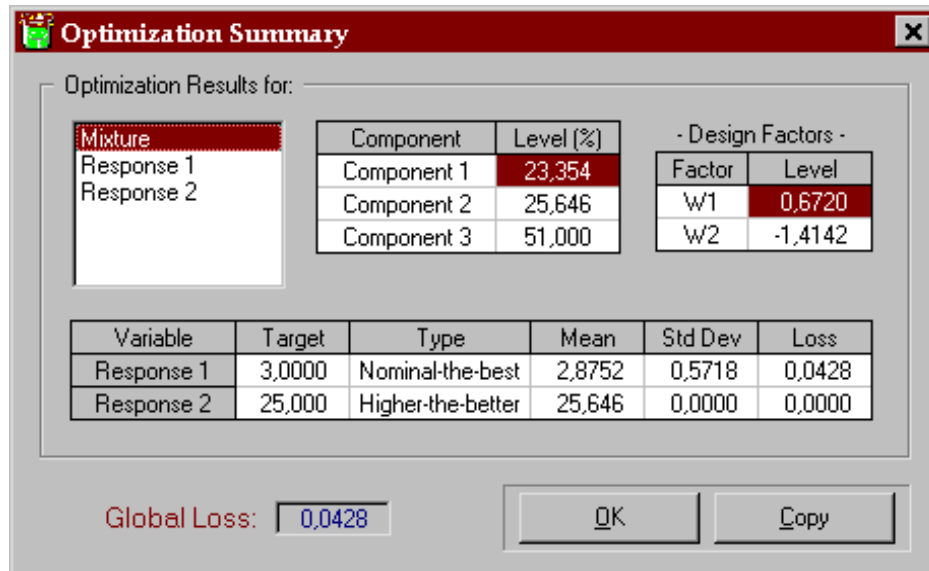 Optimization Summary
Optimization Results for:
Mixture
Response 1
Response 2
Component Level (%)
Component 1 23,354
Component 2 25,646
Component 3 51,000
- Design Factors -
Factor Level
W1 0,6720
W2 -1,4142
Variable Target Type Mean Std Dev Loss
Response 1 3,0000 Nominal-the-best 2,8752 0,5718 0,0428
Response 2 25,000 Higher-the-better 25,646 0,0000 0,0000
Global Loss: 0,0428
OK
Copy